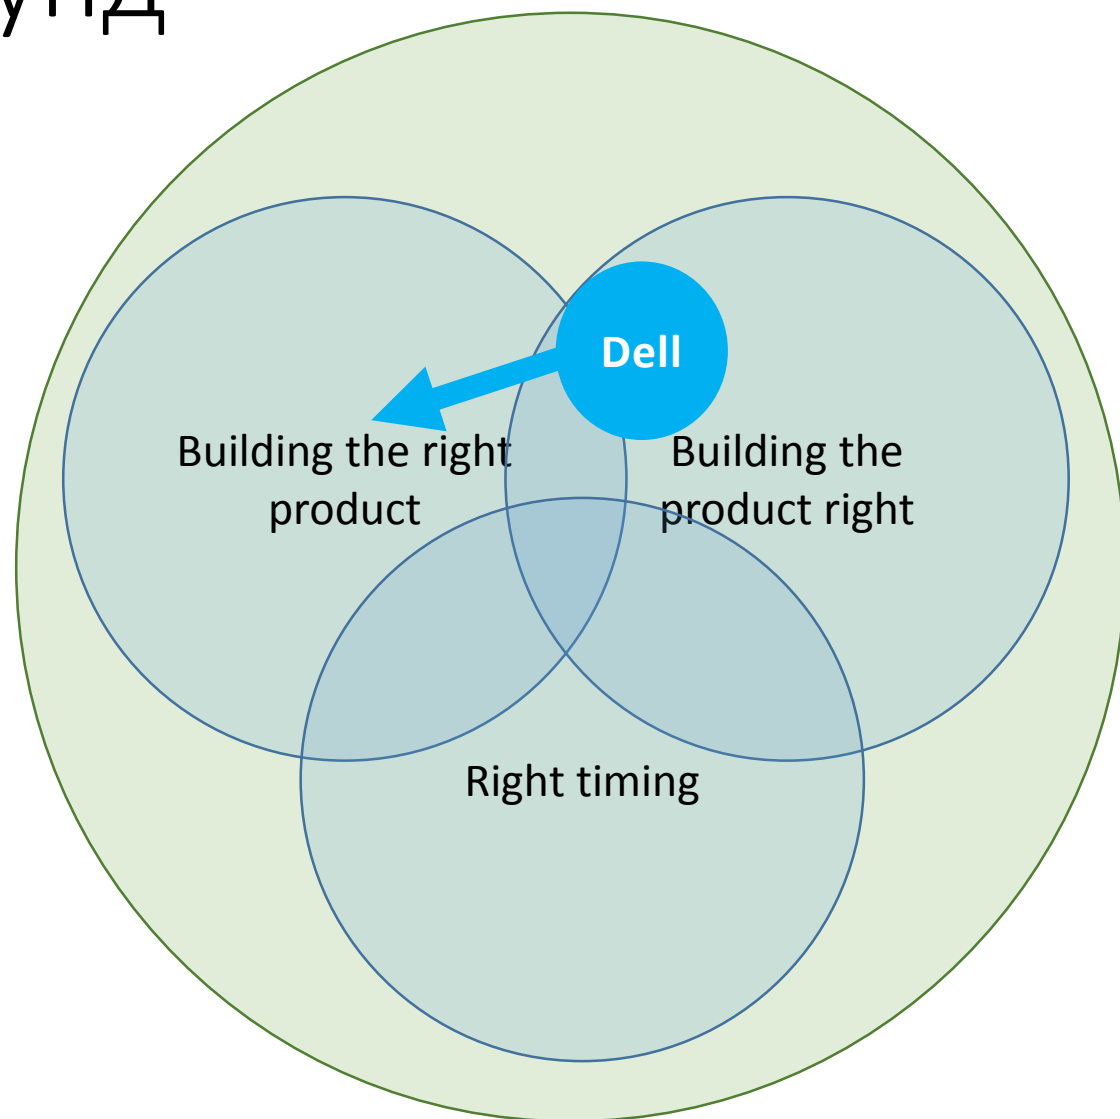 Dell
Building the right
product
Building the
product right
Right timing